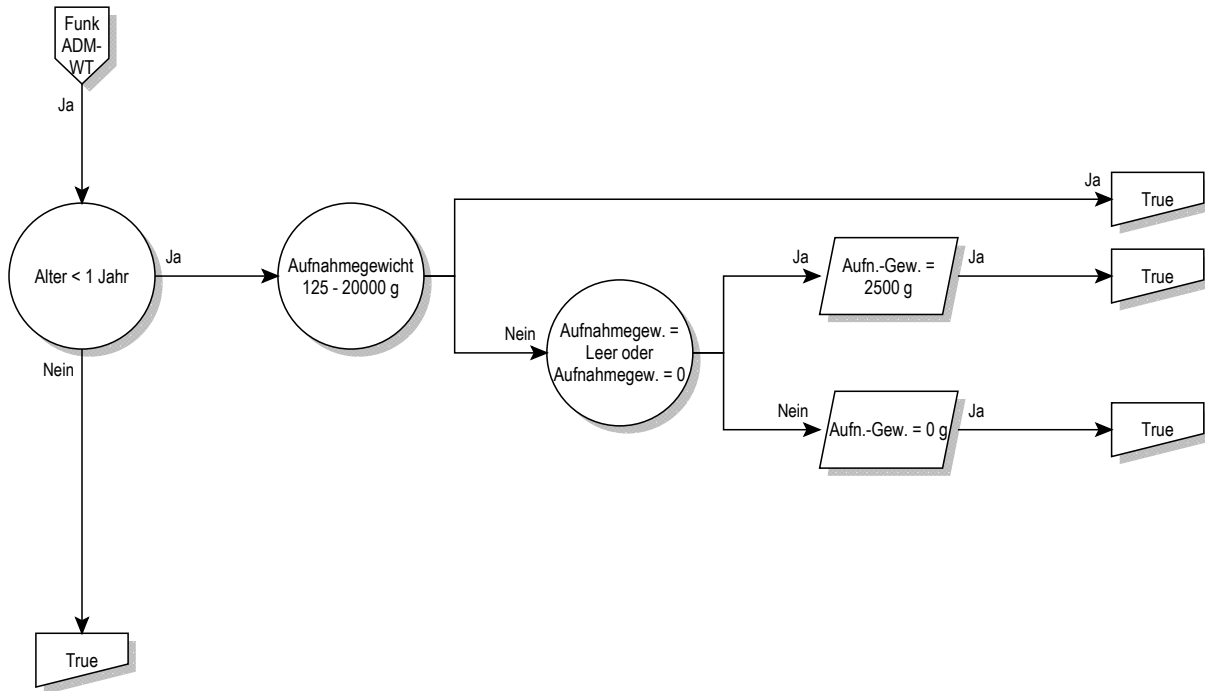 Funk
ADM-
WT
Ja
Ja
True
Alter < 1 Jahr
Ja
Aufnahmegewicht
125 - 20000 g
Ja
Aufn.-Gew. =
2500 g
Ja
True
Nein
Aufnahmegew. =
Leer oder
Aufnahmegew. = 0
Nein
Nein
Aufn.-Gew. = 0 g
Ja
True
True